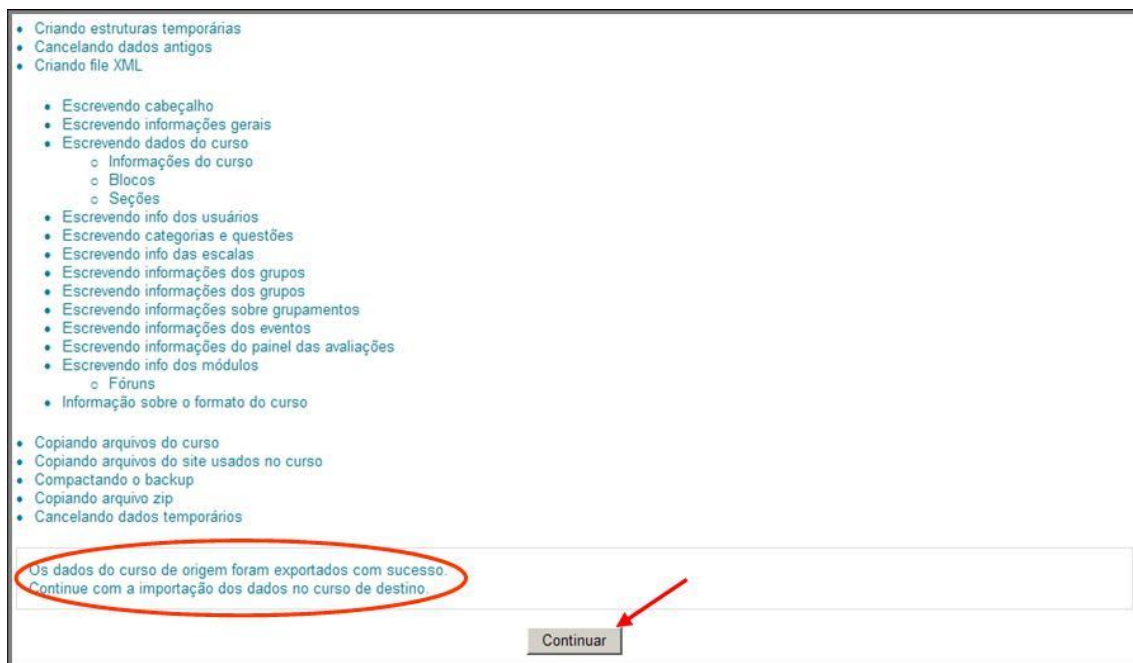 Criando estruturas temporárias
Cancelando dados antigos
Criando file XML
Escrevendo cabeçalho
Escrevendo informações gerais
Escrevendo dados do curso
Informações do curso
Blocos
Seções
Escrevendo info dos usuários
Escrevendo categorias e questões
Escrevendo info das escalas
Escrevendo informações dos grupos
Escrevendo informações dos grupos
Escrevendo informações sobre grupamentos
Escrevendo informações dos eventos
Escrevendo informações do painel das avaliações
Escrevendo info dos módulos
Fóruns
Informação sobre o formato do curso
Copiando arquivos do curso
Copiando arquivos do site usados no curso
Compactando o backup
Copiando arquivo zip
Cancelando dados temporários
Os dados do curso de origem foram exportados com sucesso.
Continue com a importação dos dados no curso de destino.
Continuar